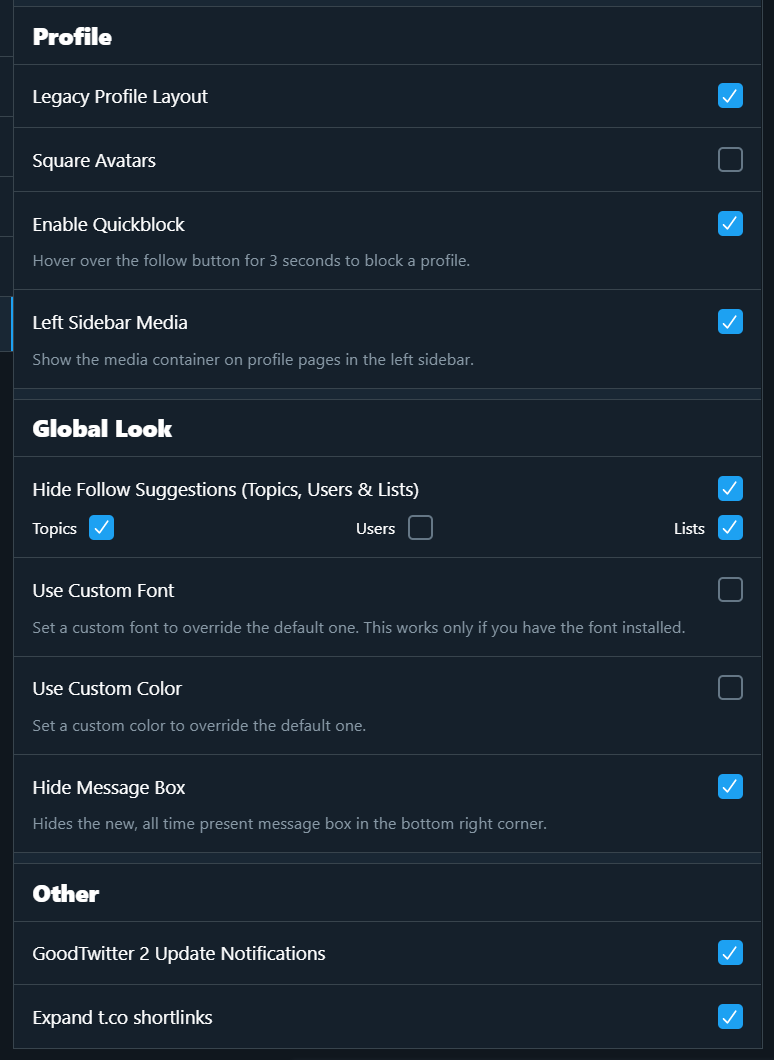 Profile
Legacy Profile Layout
Square Avatars
Enable Quickblock
Hover over the follow button for 3 seconds to block a profile.
Left Sidebar Media
Show the media container on profile pages in the left sidebar.
Global Look
Hide Follow Suggestions (Topics, Users & Lists)
Topics Users Lists
Use Custom Font
Set a custom font to override the default one. This works only if you have the font installed.
Use Custom Color
Set a custom color to override the default one.
Hide Message Box
Hides the new, all time present message box in the bottom right corner.
Other
GoodTwitter 2 Update Notifications
Expand t.co shortlinks